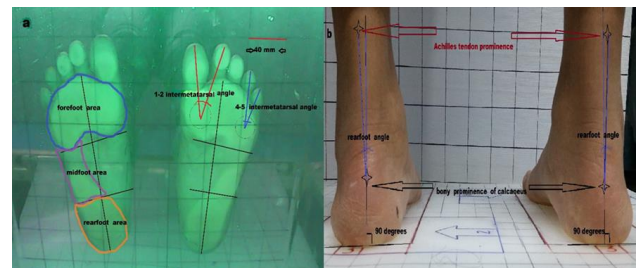 a
40 mm
1-2 intermetatarsal angle
4-5 intermetatarsal angle
forefoot area
midfoot area
rearfoot area
b
Achilles tendon prominence
rearfoot angle
rearfoot angle
bony prominence of calcaneus
90 degrees
90 degrees